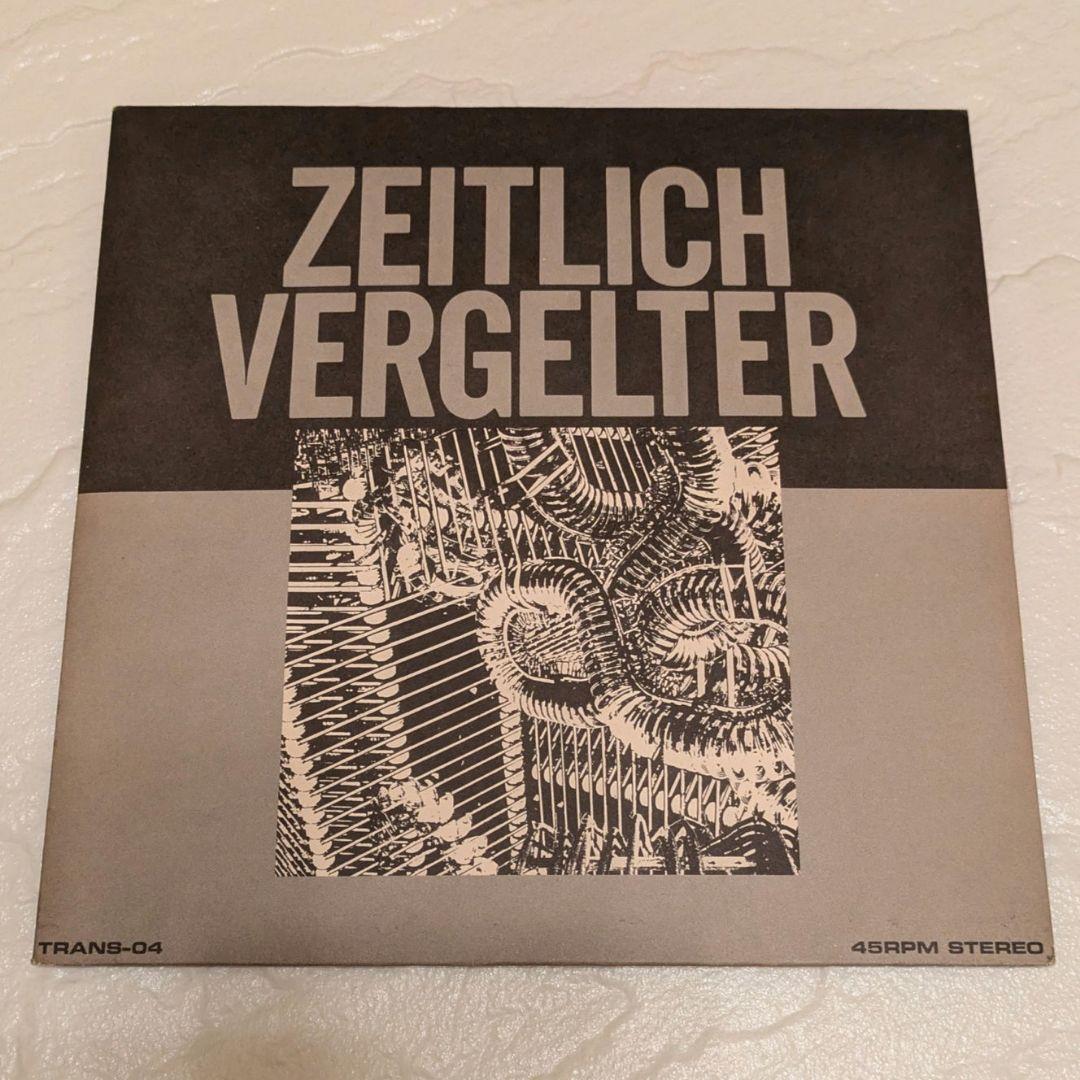 ZEITLICH
VERGELTER
TRANS-04
45RPM STEREO